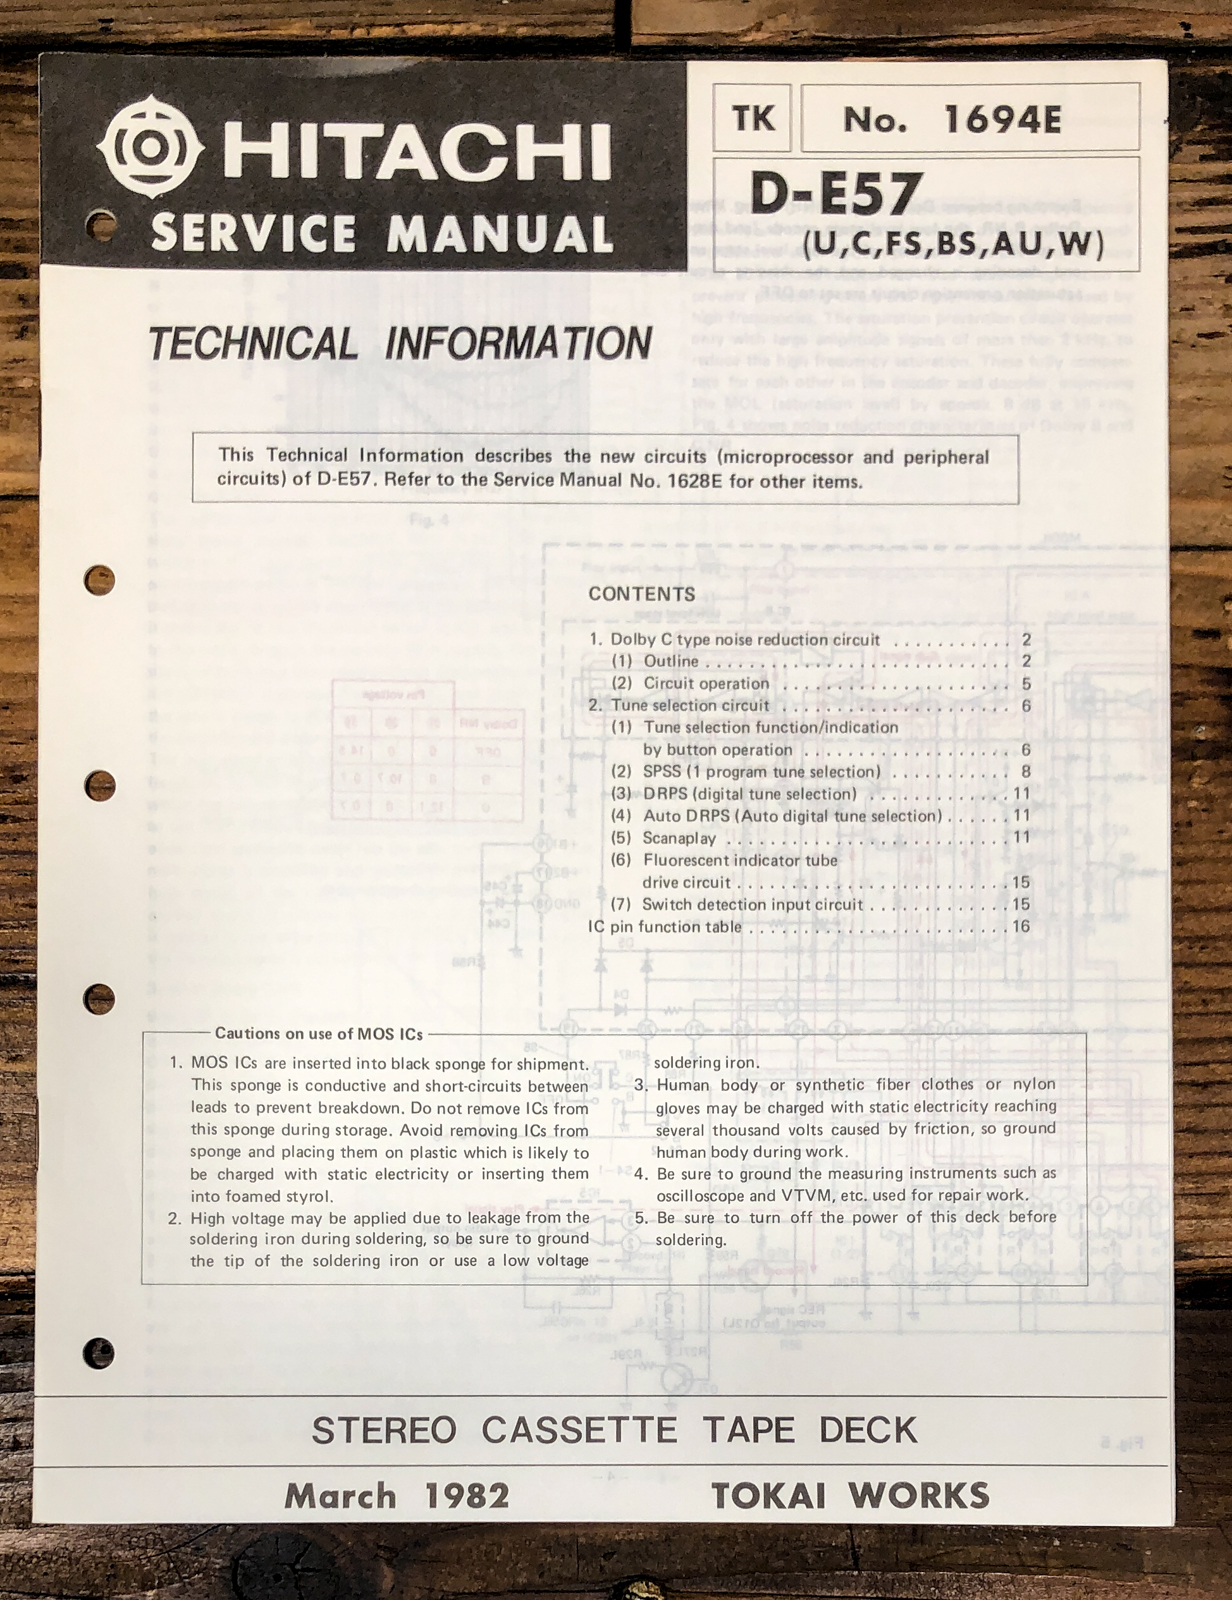 HITACHI
SERVICE MANUAL
TK
No. 1694E
D-E57
(U,C,FS,BS,AU,W)
TECHNICAL INFORMATION
This Technical Information describes the new circuits (microprocessor and peripheral
circuits) of D-E57. Refer to the Service Manual No. 1628E for other items.
CONTENTS
1. Dolby C type noise reduction circuit . . . . . . . . . . . 2
(1) Outline . . . . . . . . . . . . . . . . . . . . . . . . . . . . 2
(2) Circuit operation . . . . . . . . . . . . . . . . . . . . . 5
2. Tune selection circuit . . . . . . . . . . . . . . . . . . . . . 6
(1) Tune selection function/indication
by button operation . . . . . . . . . . . . . . . . . . . 6
(2) SPSS (1 program tune selection) . . . . . . . . . . . 8
(3) DRPS (digital tune selection) . . . . . . . . . . . . . 11
(4) Auto DRPS (Auto digital tune selection) . . . . . . 11
(5) Scanaplay . . . . . . . . . . . . . . . . . . . . . . . . . . 11
(6) Fluorescent indicator tube
drive circuit . . . . . . . . . . . . . . . . . . . . . . . . . 15
(7) Switch detection input circuit . . . . . . . . . . . . . 15
IC pin function table . . . . . . . . . . . . . . . . . . . . . . . . 16
Cautions on use of MOS ICs
1. MOS ICs are inserted into black sponge for shipment.
This sponge is conductive and short-circuits between
leads to prevent breakdown. Do not remove ICs from
this sponge during storage. Avoid removing ICs from
sponge and placing them on plastic which is likely to
be charged with static electricity or inserting them
into foamed styrol.
2. High voltage may be applied due to leakage from the
soldering iron during soldering, so be sure to ground
the tip of the soldering iron or use a low voltage
soldering iron.
3. Human body or synthetic fiber clothes or nylon
gloves may be charged with static electricity reaching
several thousand volts caused by friction, so ground
human body during work.
4. Be sure to ground the measuring instruments such as
oscilloscope and VTVM, etc. used for repair work.
5. Be sure to turn off the power of this deck before
soldering.
STEREO CASSETTE TAPE DECK
March 1982
TOKAI WORKS